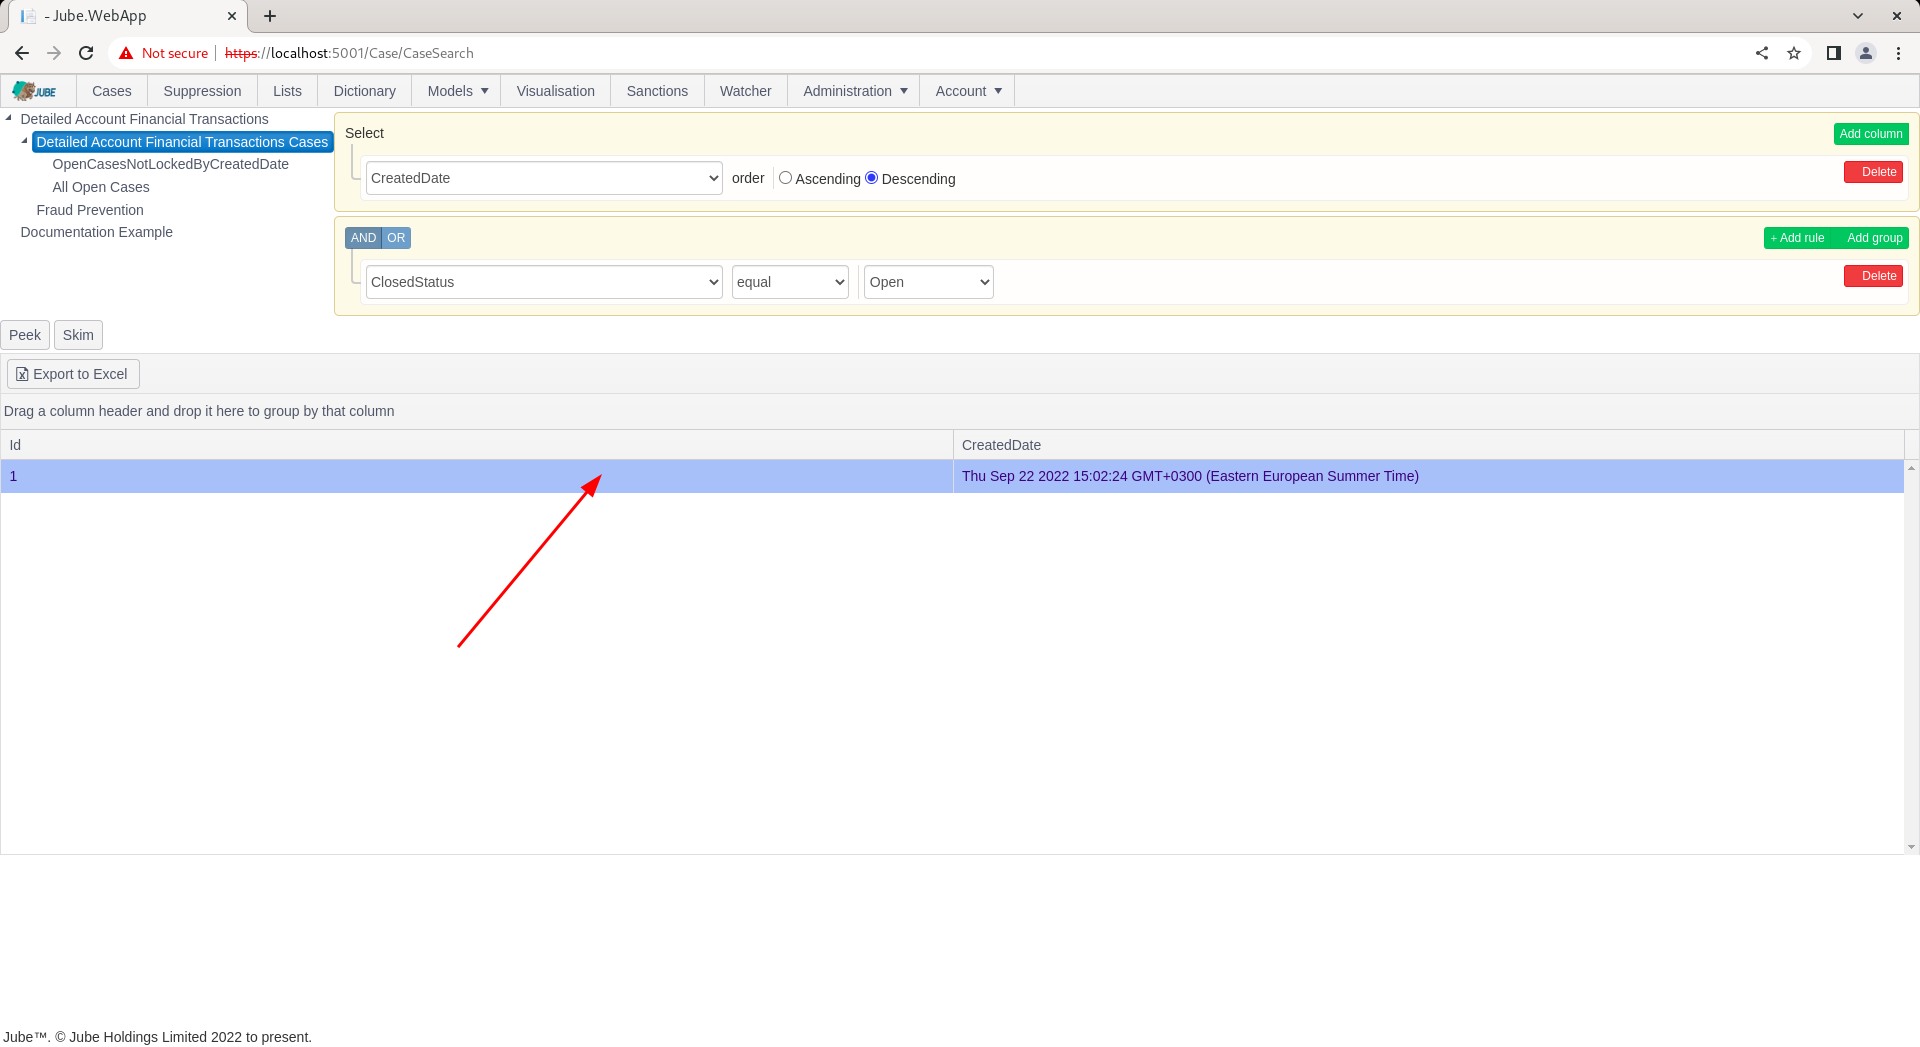 - Jube.WebApp
Not secure https://localhost:5001/Case/CaseSearch
JUBE Cases Suppression Lists Dictionary Models Visualisation Sanctions Watcher Administration Account
Detailed Account Financial Transactions
Detailed Account Financial Transactions Cases
OpenCasesNotLockedByCreatedDate
All Open Cases
Fraud Prevention
Documentation Example
Select Add column
CreatedDate order Ascending Descending Delete
AND OR + Add rule Add group
ClosedStatus equal Open Delete
Peek Skim
Export to Excel
Drag a column header and drop it here to group by that column
Id CreatedDate
1 Thu Sep 22 2022 15:02:24 GMT+0300 (Eastern European Summer Time)
Jube™. © Jube Holdings Limited 2022 to present.